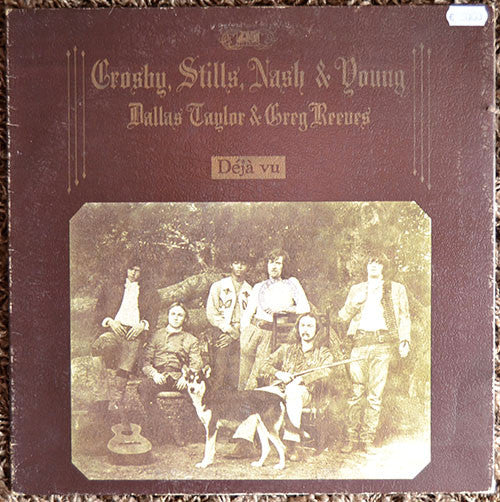 Crosby, Stills, Nash & Young
Dallas Taylor & Greg Reeves
Déjà vu